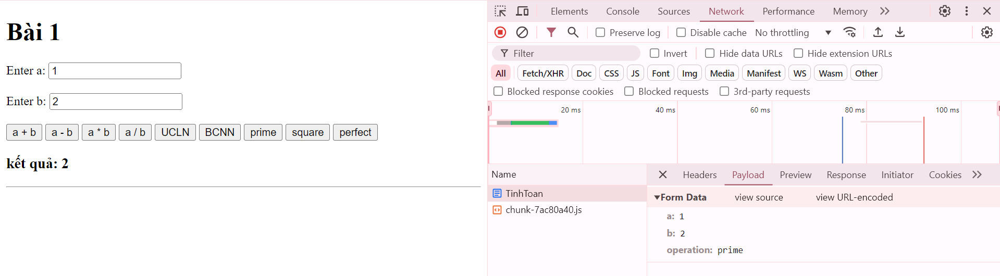 Bài 1
Enter a: 1
Enter b: 2
a + b a - b a * b a / b UCLN BCNN prime square perfect
kết quả: 2
Elements Console Sources Network Performance Memory
Preserve log Disable cache No throttling
Filter Invert Hide data URLs Hide extension URLs
All Fetch/XHR Doc CSS JS Font Img Media Manifest WS Wasm Other
Blocked response cookies Blocked requests 3rd-party requests
20 ms 40 ms 60 ms 80 ms 100 ms
Name
TinhToan
chunk-7ac80a40.js
Headers Payload Preview Response Initiator Cookies
Form Data view source view URL-encoded
a: 1
b: 2
operation: prime